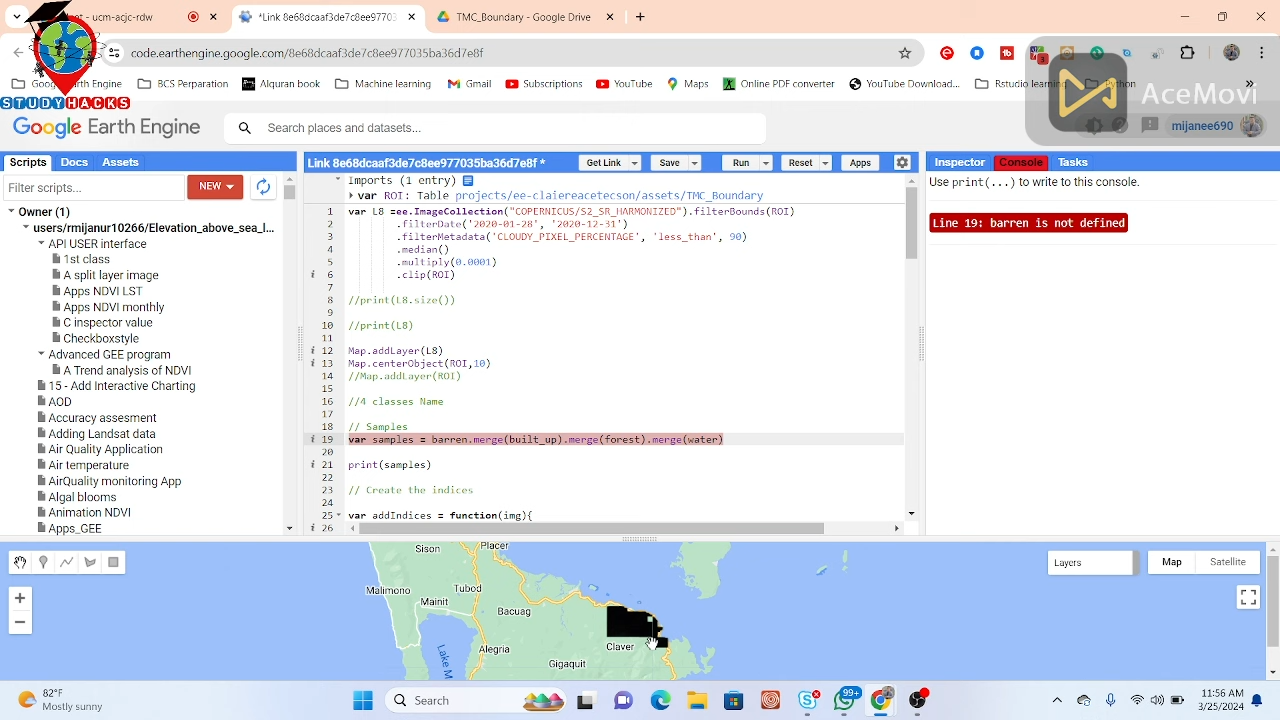 t - ucm-ajc-rdw
*Link 8e68dcaaf3de7c8ee97703
TMC_Boundary - Google Drive
code.earthengine.google.com/8e68dcaaf3de7c8ee977035ba36d7e8f
Google Earth Engine
BCS Perparation
Alquran book
Machine learning
Gmail
Subscriptions
YouTube
Maps
Online PDF converter
YouTube Download...
Rstudio learning
Python
»
STUDYHACKS
AceMovi
3
Google Earth Engine
Search places and datasets...
mijanee690
Scripts Docs Assets
Filter scripts...
NEW
Owner (1)
users/rmijanur10266/Elevation_above_sea_l...
API USER interface
1st class
A split layer image
Apps NDVI LST
Apps NDVI monthly
C inspector value
Checkboxstyle
Advanced GEE program
A Trend analysis of NDVI
15 - Add Interactive Charting
AOD
Accuracy assesment
Adding Landsat data
Air Quality Application
Air temperature
AirQuality monitoring App
Algal blooms
Animation NDVI
Apps_GEE
Link 8e68dcaaf3de7c8ee977035ba36d7e8f *
Get Link Save Run Reset Apps
Imports (1 entry)
var ROI: Table projects/ee-claiereacetecson/assets/TMC_Boundary
1 var L8 =ee.ImageCollection("COPERNICUS/S2_SR_HARMONIZED").filterBounds(ROI)
2 .filterDate('2020-01-28', '2020-12-31')
3 .filterMetadata('CLOUDY_PIXEL_PERCENTAGE', 'less_than', 90)
4 .median()
5 .multiply(0.0001)
i 6 .clip(ROI)
7
8 //print(L8.size())
9
10 //print(L8)
11
i 12 Map.addLayer(L8)
i 13 Map.centerObject(ROI,10)
14 //Map.addLayer(ROI)
15
16 //4 classes Name
17
18 // Samples
i 19 var samples = barren.merge(built_up).merge(forest).merge(water)
20
i 21 print(samples)
22
23 // Create the indices
24
25 var addIndices = function(img){
i 26
Inspector Console Tasks
Use print(...) to write to this console.
Line 19: barren is not defined
Layers
Map Satellite
Sison
Placer
Malimono
Tubod
Mainit
Bacuag
Alegria
Claver
Gigaquit
Lake M
82°F
Mostly sunny
Search
99+
11:56 AM
3/25/2024